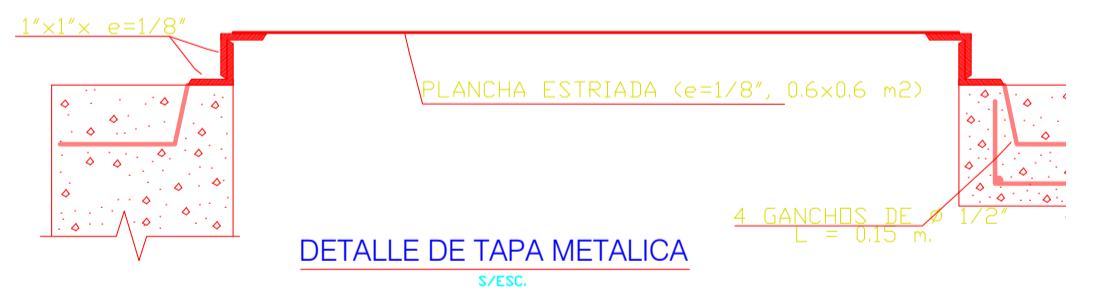 1"x1"x e=1/8"
PLANCHA ESTRIADA (e=1/8", 0.6x0.6 m2)
4 GANCHOS DE ø 1/2"
L = 0.15 m.
DETALLE DE TAPA METALICA
S/ESC.